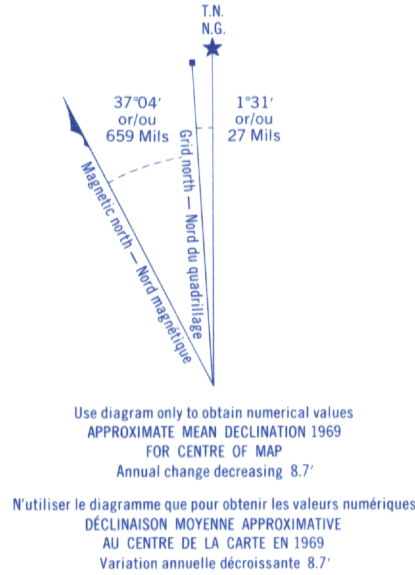 T.N.
N.G.
37°04′
or/ou
659 Mils
1°31′
or/ou
27 Mils
Grid north — Nord du quadrillage
Magnetic north — Nord magnétique
Use diagram only to obtain numerical values
APPROXIMATE MEAN DECLINATION 1969
FOR CENTRE OF MAP
Annual change decreasing 8.7′
N'utiliser le diagramme que pour obtenir les valeurs numériques
DÉCLINAISON MOYENNE APPROXIMATIVE
AU CENTRE DE LA CARTE EN 1969
Variation annuelle décroissante 8.7′